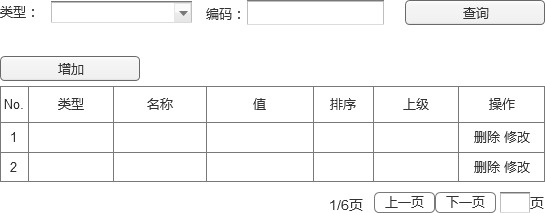 类型： 编码： 查询
增加
No. 类型 名称 值 排序 上级 操作
1 删除 修改
2 删除 修改
1/6页 上一页 下一页 页